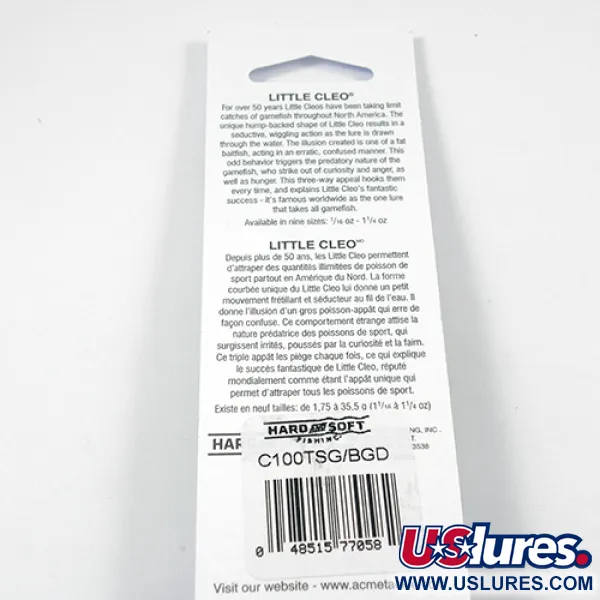 LITTLE CLEO®
For over 50 years Little Cleos have been taking limit
catches of gamefish throughout North America. The
unique hump-backed shape of Little Cleo results in a
seductive, wiggling action as the lure is drawn
through the water. The illusion created is one of a fat
baitfish, acting in an erratic, confused manner. This
odd behavior triggers the predatory nature of the
gamefish, who strike out of curiosity and anger, as
well as hunger. This three-way appeal hooks them
every time, and explains Little Cleo's fantastic
success - it's famous worldwide as the one lure
that takes all gamefish.
Available in nine sizes: 1/16 oz - 1 1/4 oz
LITTLE CLEO MD
Depuis plus de 50 ans, les Little Cleo permettent
d'attraper des quantités illimitées de poisson de
sport partout en Amérique du Nord. La forme
courbée unique du Little Cleo lui donne un petit
mouvement frétillant et séducteur au fil de l'eau. Il
donne l'illusion d'un gros poisson-appât qui erre de
façon confuse. Ce comportement étrange attise la
nature prédatrice des poissons de sport, qui
surgissent irrités, poussés par la curiosité et la faim.
Ce triple appât les piège chaque fois, ce qui explique
le succès fantastique de Little Cleo, réputé
mondialement comme étant l'appât unique qui
permet d'attraper tous les poissons de sport.
Existe en neuf tailles: de 1,75 à 35,5 g (1 1/16 à 1 1/4 oz)
HARD SOFT
FISHING
NG, INC.
HARD
T.
3538
C100TSG/BGD
0 48515 77058
Visit our website - www.acmeta
USlures.
WWW.USLURES.COM